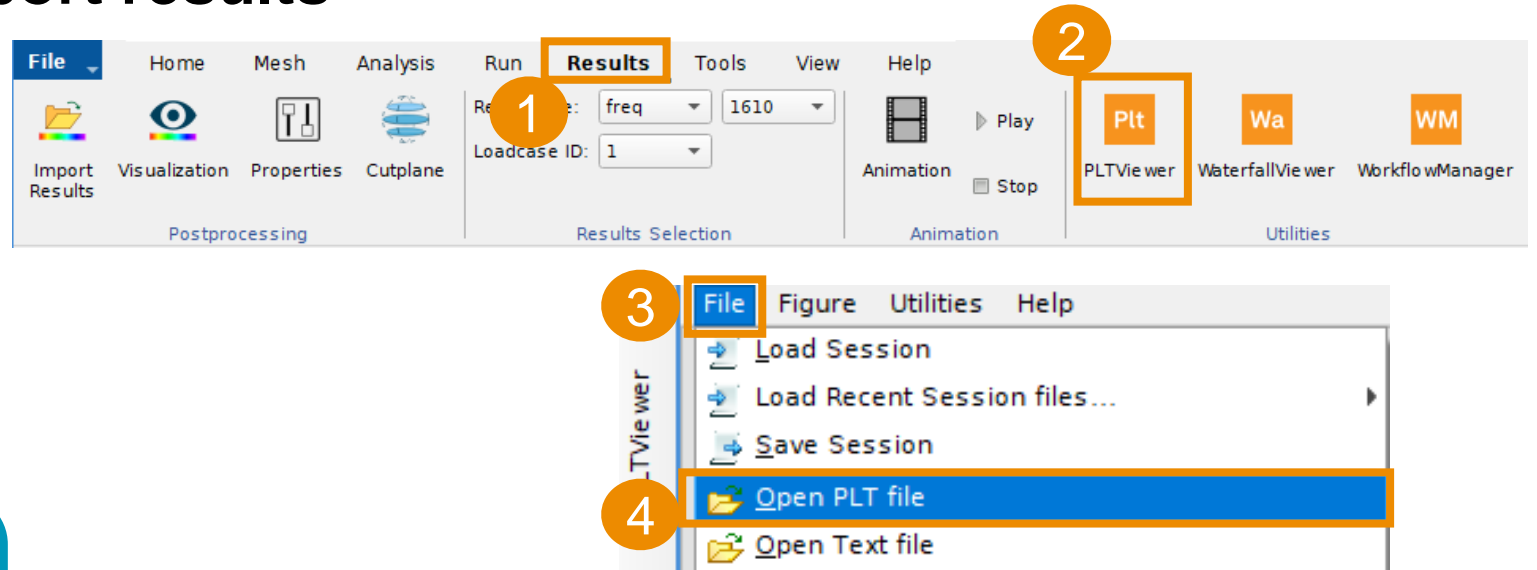 ort results
2
File Home Mesh Analysis Run Results Tools View Help
1
freq 1610 Play Plt Wa WM
Loadcase ID: 1
Import Results Visualization Properties Cutplane Animation Stop PLTViewer WaterfallViewer WorkflowManager
Postprocessing Results Selection Animation Utilities
3 File Figure Utilities Help
Load Session
Load Recent Session files...
Save Session
LTViewer
4 Open PLT file
Open Text file